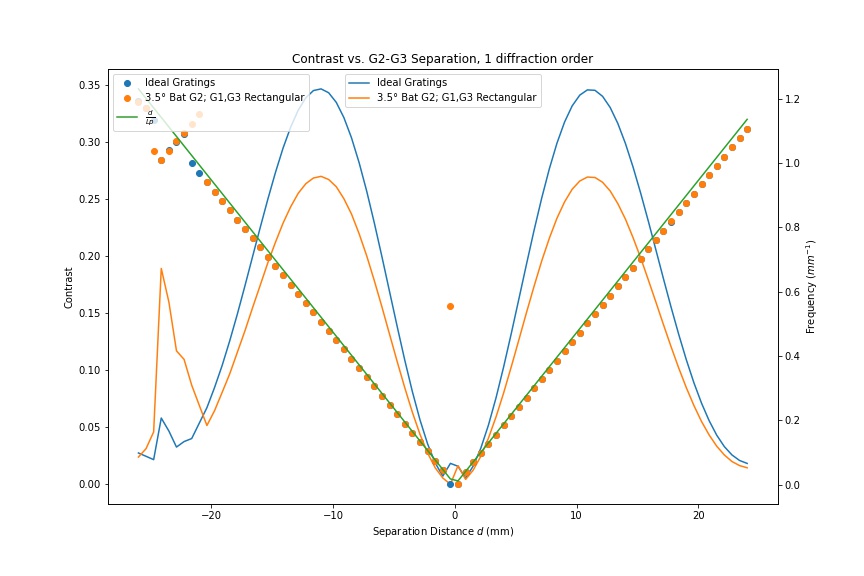 Contrast vs. G2-G3 Separation, 1 diffraction order
Ideal Gratings
3.5° Bat G2; G1,G3 Rectangular
d/Lp
Ideal Gratings
3.5° Bat G2; G1,G3 Rectangular
0.35
0.30
0.25
0.20
0.15
0.10
0.05
0.00
Contrast
1.2
1.0
0.8
0.6
0.4
0.2
0.0
Frequency (mm⁻¹)
−20 −10 0 10 20
Separation Distance d (mm)